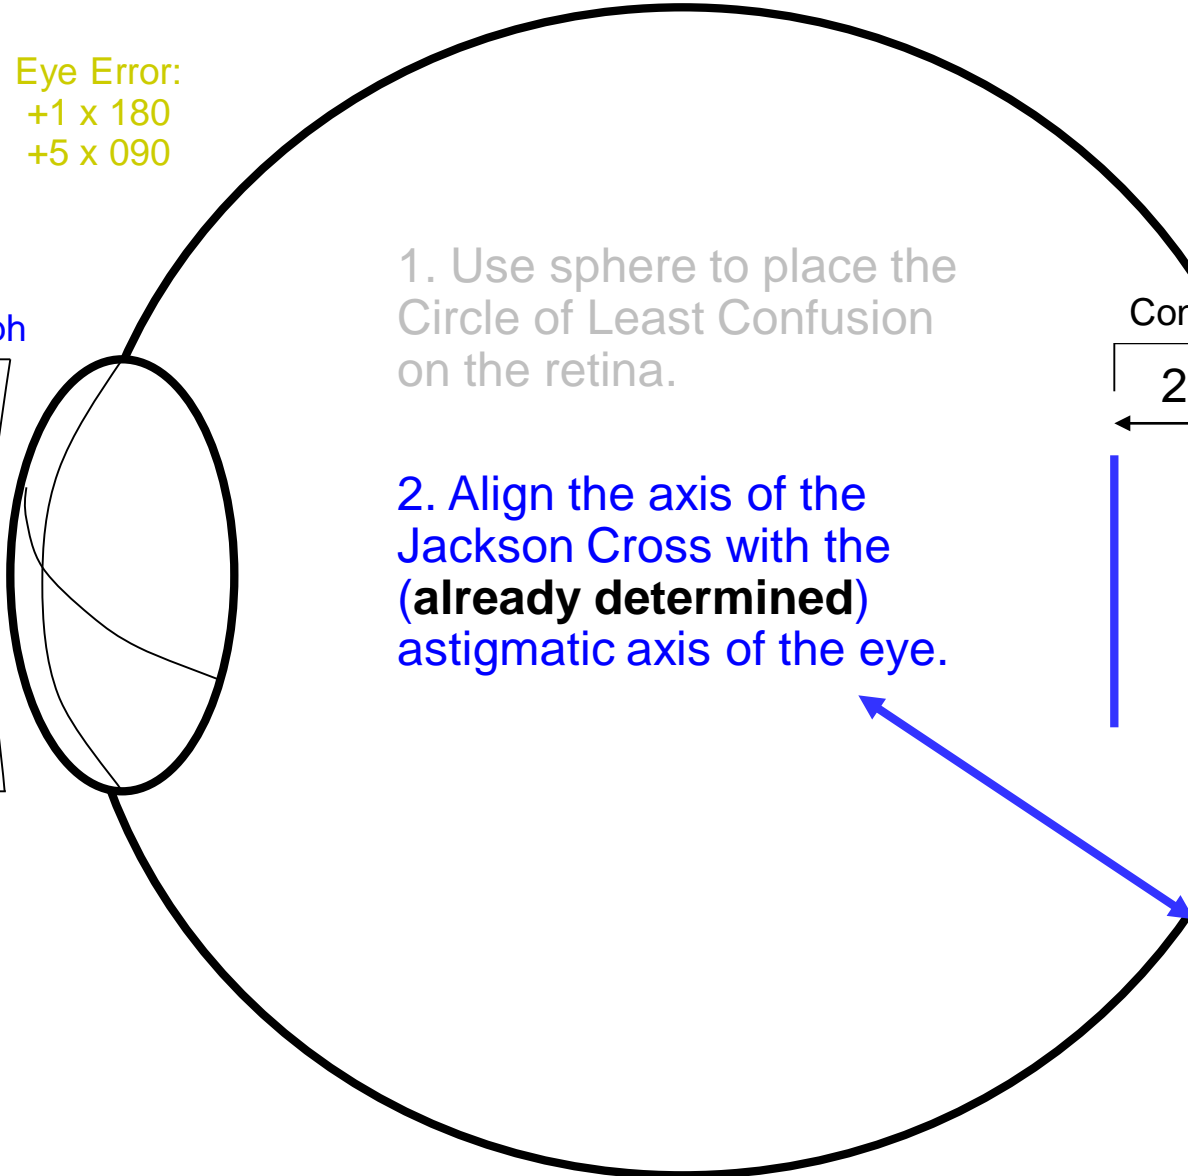 Eye Error:
+1 x 180
+5 x 090
1. Use sphere to place the
Circle of Least Confusion
on the retina.
2. Align the axis of the
Jackson Cross with the
(already determined)
astigmatic axis of the eye.
2